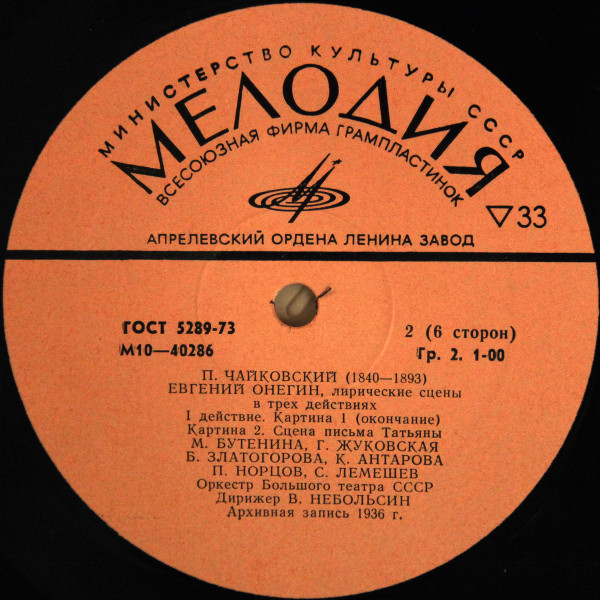 МИНИСТЕРСТВО КУЛЬТУРЫ СССР
МЕЛОДИЯ
ВСЕСОЮЗНАЯ ФИРМА ГРАМПЛАСТИНОК
▽33
АПРЕЛЕВСКИЙ ОРДЕНА ЛЕНИНА ЗАВОД
ГОСТ 5289-73
2 (6 сторон)
М10—40286
Гр. 2. 1-00
П. ЧАЙКОВСКИЙ (1840—1893)
ЕВГЕНИЙ ОНЕГИН, лирические сцены
в трех действиях
I действие. Картина 1 (окончание)
Картина 2. Сцена письма Татьяны
М. БУТЕНИНА, Г. ЖУКОВСКАЯ
Б. ЗЛАТОГОРОВА, К. АНТАРОВА
П. НОРЦОВ, С. ЛЕМЕШЕВ
Оркестр Большого театра СССР
Дирижер В. НЕБОЛЬСИН
Архивная запись 1936 г.